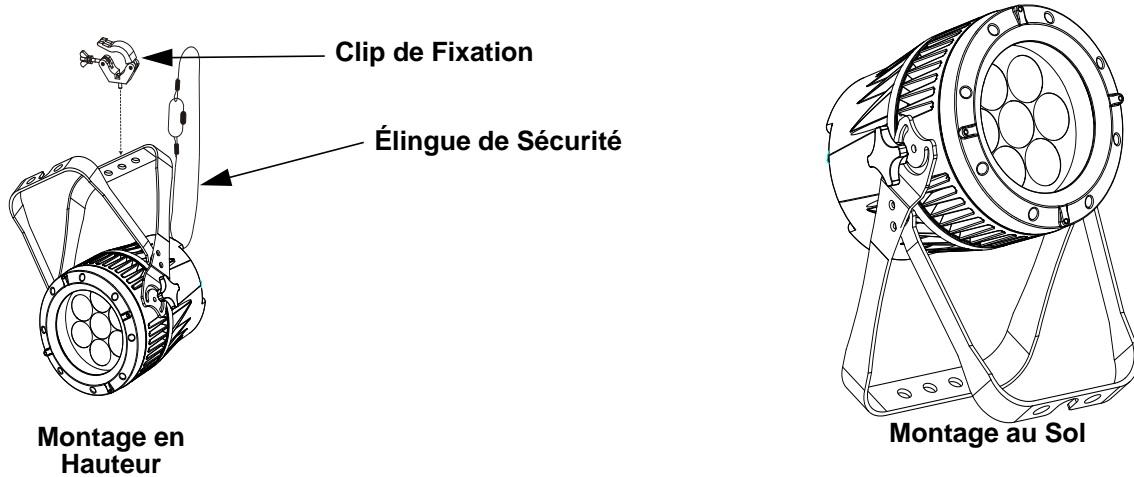 Clip de Fixation
Élingue de Sécurité
Montage en
Hauteur
Montage au Sol